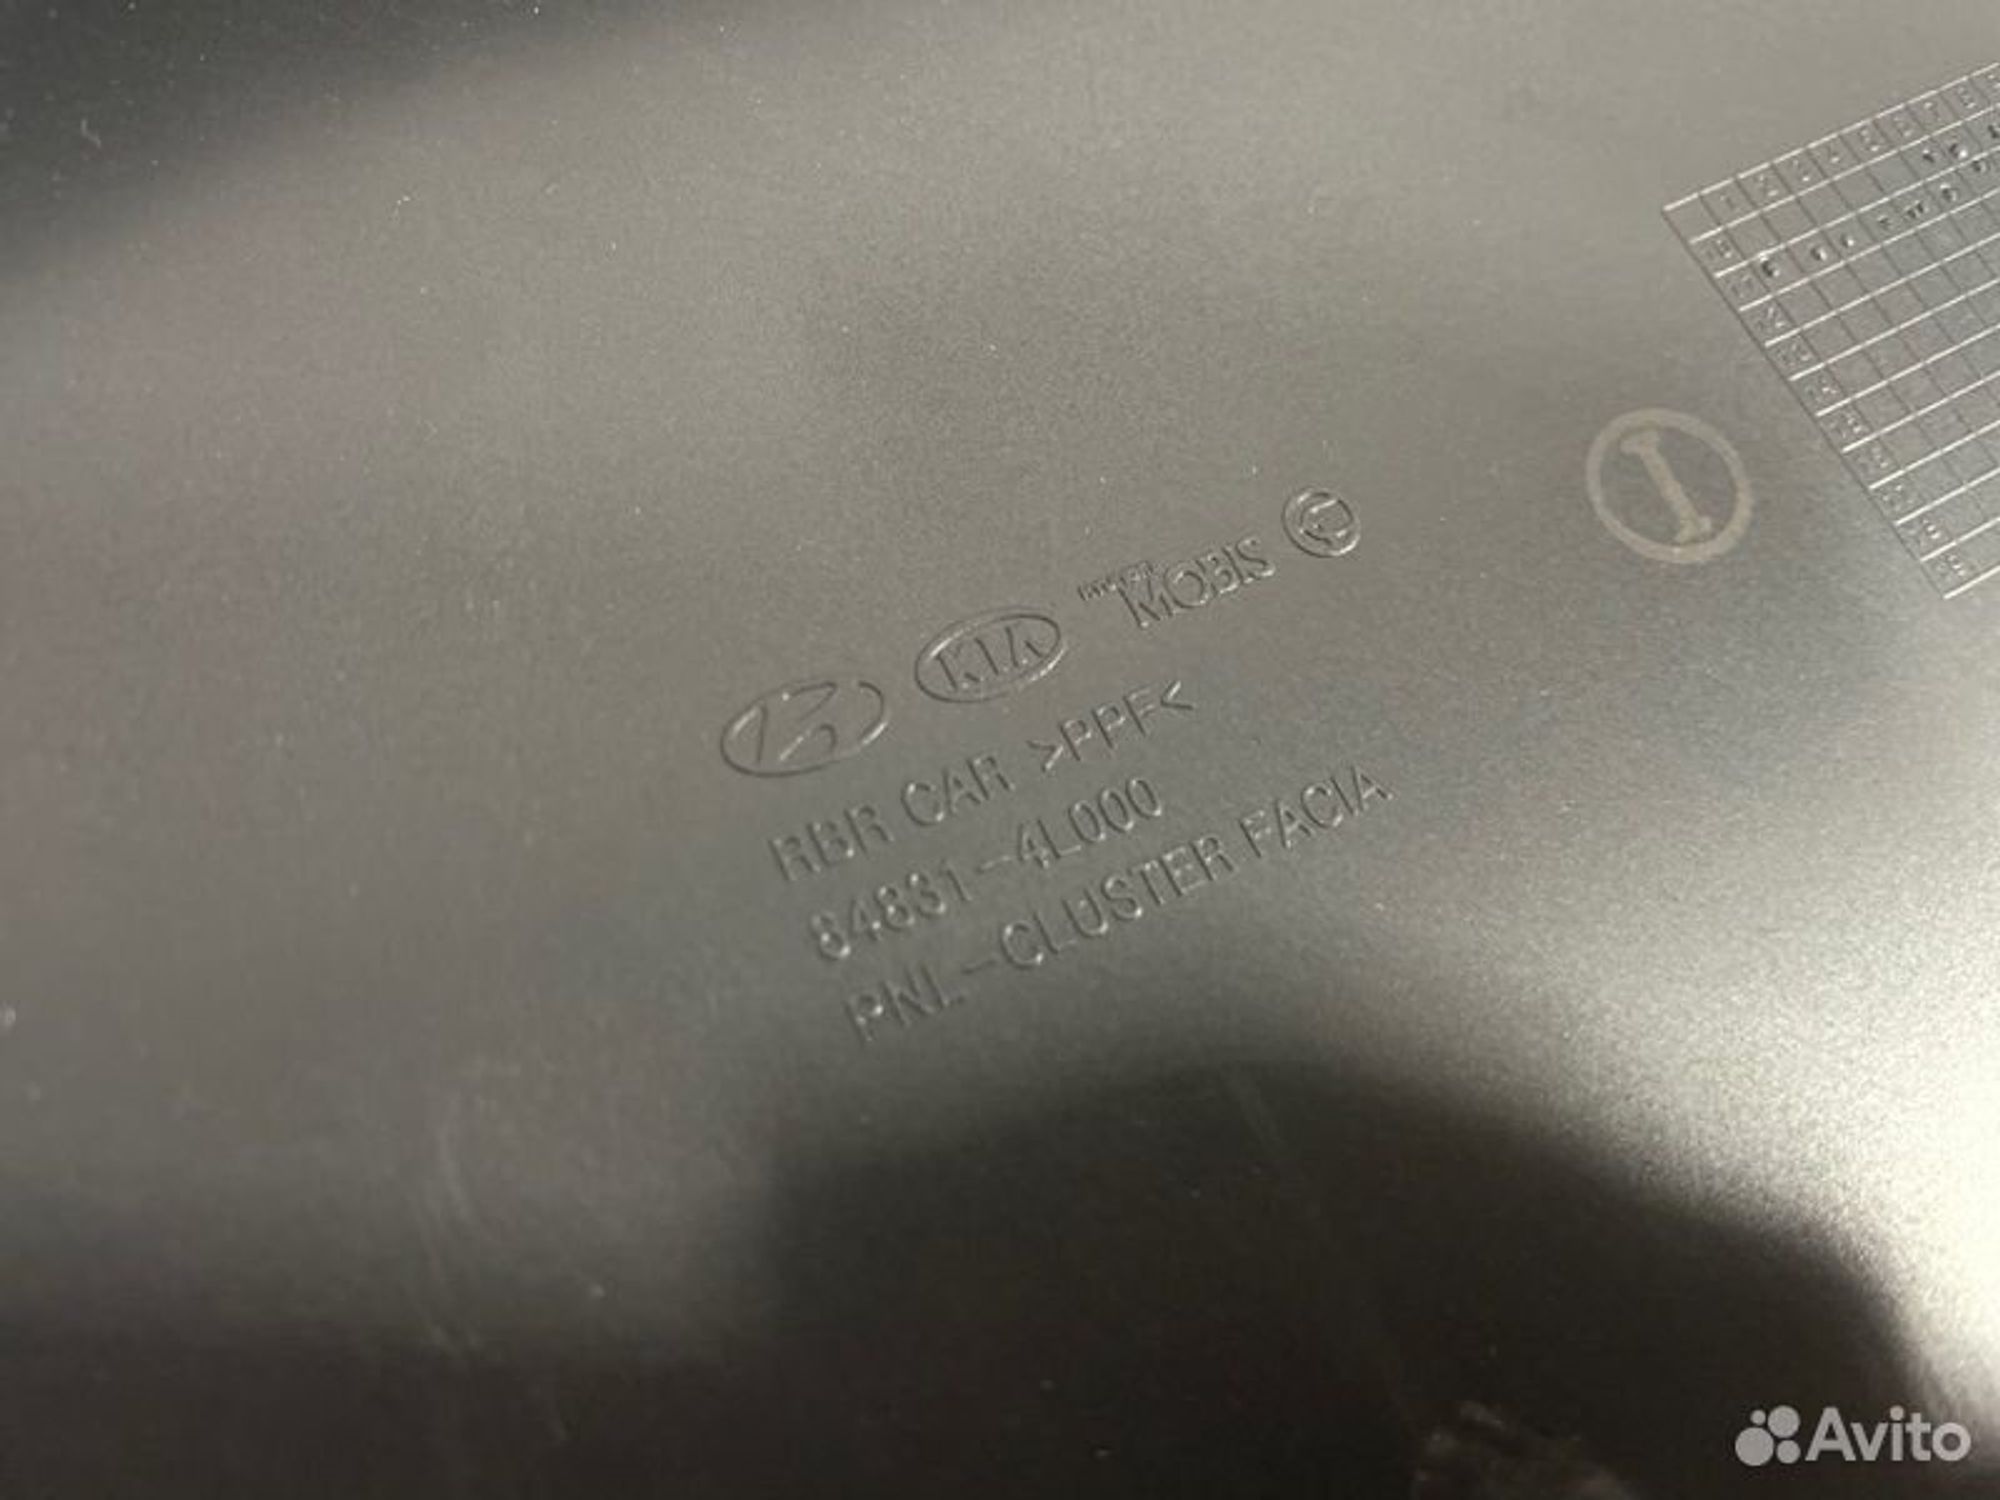 KIA
MOBIS
RBR CAR >PPF<
84831-4L000
PNL-CLUSTER FACIA
I
Avito